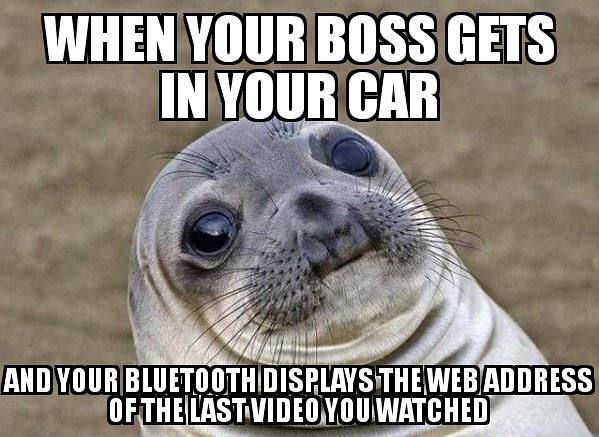 WHEN YOUR BOSS GETS
IN YOUR CAR
AND YOUR BLUETOOTH DISPLAYS THE WEB ADDRESS
OF THE LAST VIDEO YOU WATCHED